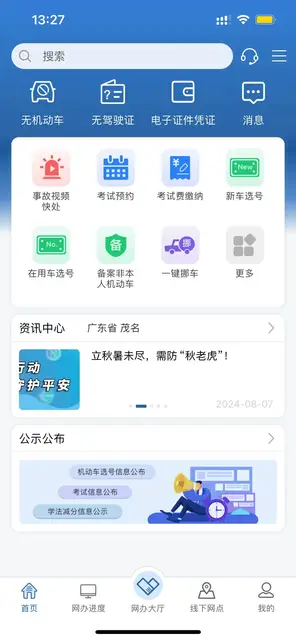 13:27
搜索
无机动车 无驾驶证 电子证件凭证 消息
事故视频快处 考试预约 考试费缴纳 New 新车选号
No. 在用车选号 备 备案非本人机动车 挪 一键挪车 更多
资讯中心 广东省 茂名
行动
守护平安
立秋暑未尽，需防“秋老虎”！
2024-08-07
公示公布
机动车选号信息公布
考试信息公布
学法减分信息公示
首页 网办进度 网办大厅 线下网点 我的